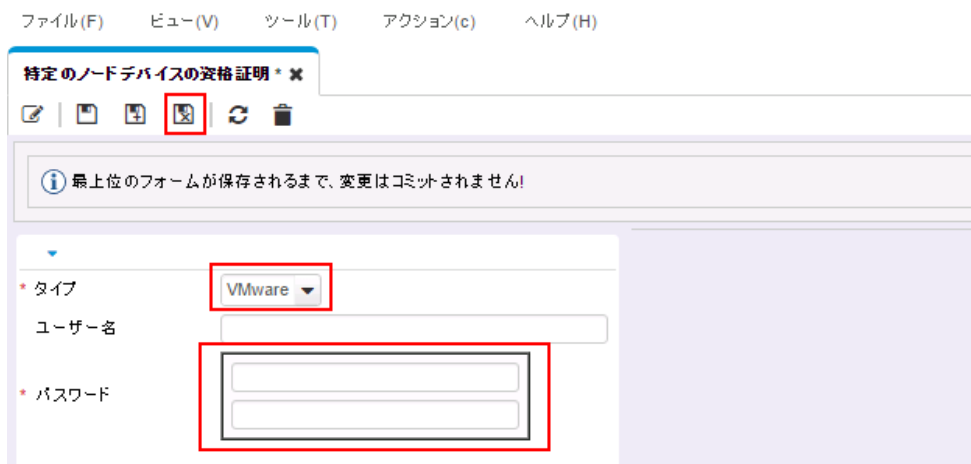 ファイル(F) ビュー(V) ツール(T) アクション(c) ヘルプ(H)
特定のノードデバイスの資格証明 * ✖
最上位のフォームが保存されるまで、変更はコミットされません!
* タイプ VMware
ユーザー名
* パスワード